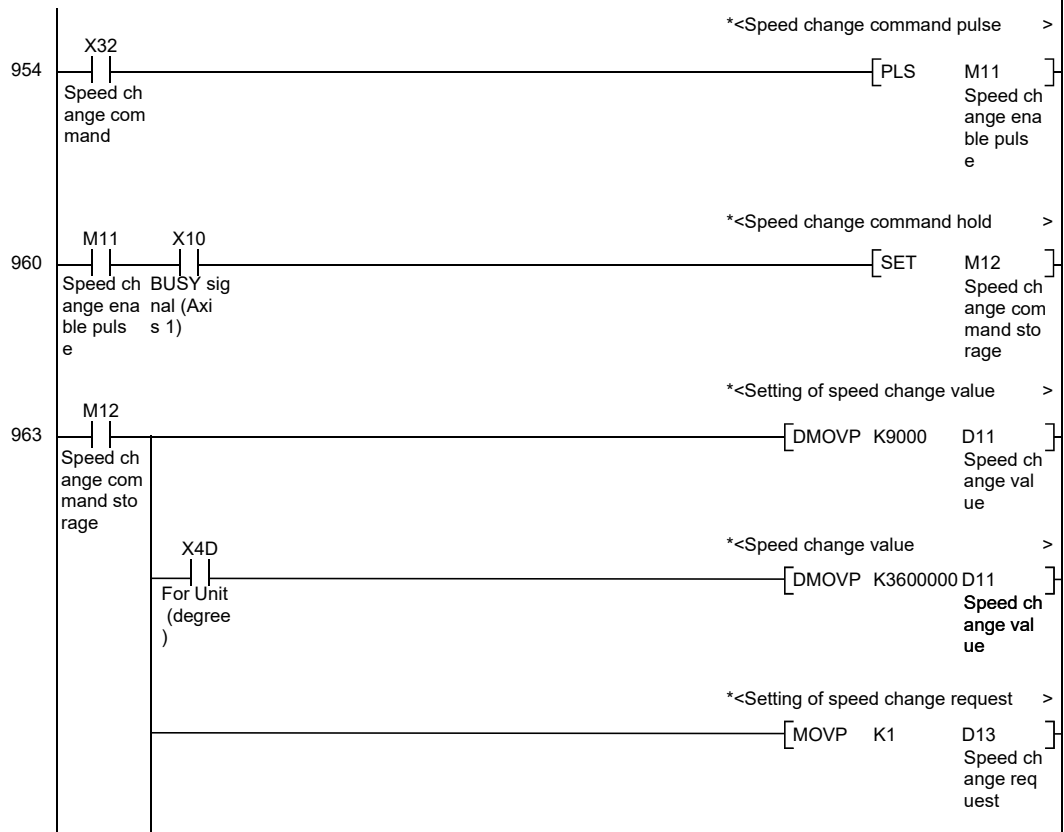 *<Speed change command pulse >
X32
954
PLS M11
Speed ch
ange com
mand
Speed ch
ange ena
ble puls
e
*<Speed change command hold >
M11 X10
960
SET M12
Speed ch
ange ena
ble puls
e
BUSY sig
nal (Axi
s 1)
Speed ch
ange com
mand sto
rage
*<Setting of speed change value >
M12
963
DMOVP K9000 D11
Speed ch
ange com
mand sto
rage
Speed ch
ange val
ue
*<Speed change value >
X4D
DMOVP K3600000 D11
For Unit
(degree
)
Speed ch
ange val
ue
*<Setting of speed change request >
MOVP K1 D13
Speed ch
ange req
uest